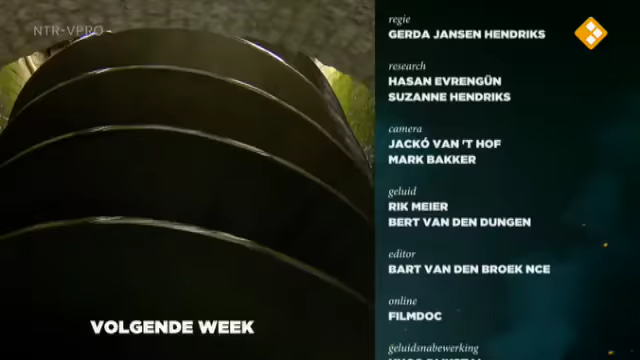 NTR-VPRO
VOLGENDE WEEK
regie
GERDA JANSEN HENDRIKS
research
HASAN EVRENGÜN
SUZANNE HENDRIKS
camera
JACKÓ VAN 'T HOF
MARK BAKKER
geluid
RIK MEIER
BERT VAN DEN DUNGEN
editor
BART VAN DEN BROEK NCE
online
FILMDOC
geluidsnabewerking